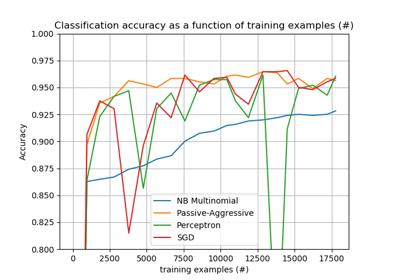 Classification accuracy as a function of training examples (#)
1.000
0.975
0.950
0.925
0.900
0.875
0.850
0.825
0.800
Accuracy
NB Multinomial
Passive-Aggressive
Perceptron
SGD
0 2500 5000 7500 10000 12500 15000 17500
training examples (#)